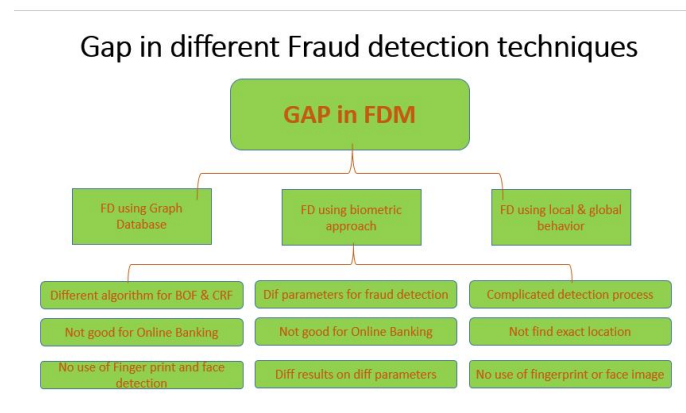 Gap in different Fraud detection techniques
GAP in FDM
FD using Graph
Database
FD using biometric
approach
FD using local & global
behavior
Different algorithm for BOF & CRF
Dif parameters for fraud detection
Complicated detection process
Not good for Online Banking
Not good for Online Banking
Not find exact location
No use of Finger print and face
detection
Diff results on diff parameters
No use of fingerprint or face image